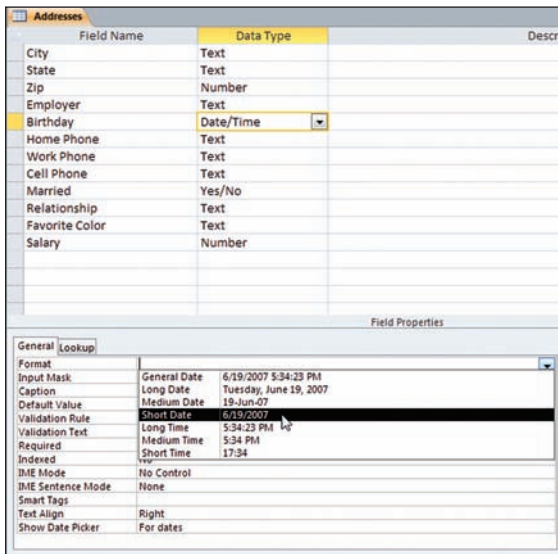 Addresses
Field Name Data Type Descr
City Text
State Text
Zip Number
Employer Text
Birthday Date/Time
Home Phone Text
Work Phone Text
Cell Phone Text
Married Yes/No
Relationship Text
Favorite Color Text
Salary Number
Field Properties
General Lookup
Format
Input Mask General Date 6/19/2007 5:34:23 PM
Caption Long Date Tuesday, June 19, 2007
Default Value Medium Date 19-Jun-07
Validation Rule Short Date 6/19/2007
Validation Text Long Time 5:34:23 PM
Required Medium Time 5:34 PM
Indexed Short Time 17:34
IME Mode No Control
IME Sentence Mode None
Smart Tags
Text Align Right
Show Date Picker For dates